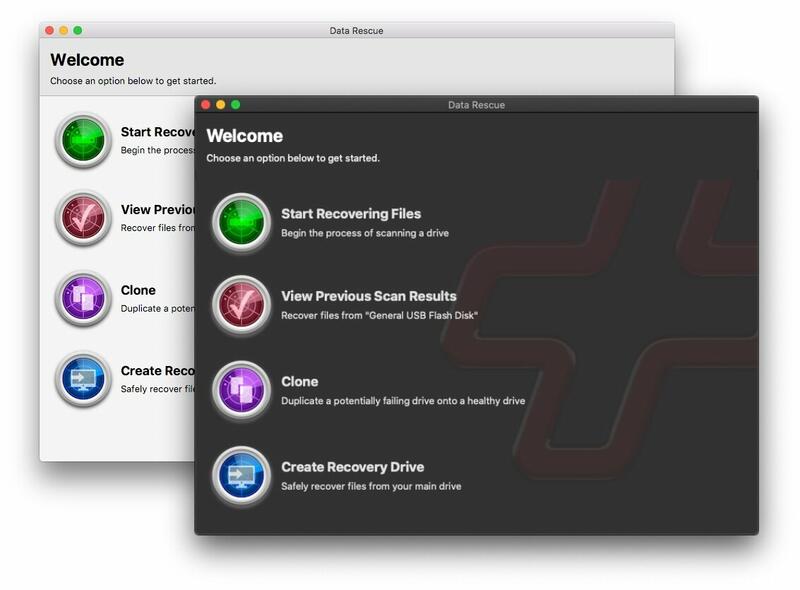 Data Rescue
Welcome
Choose an option below to get started.
Start Recov
Begin the proces
View Previou
Recover files from
Clone
Duplicate a poten
Create Reco
Safely recover file
Data Rescue
Welcome
Choose an option below to get started.
Start Recovering Files
Begin the process of scanning a drive
View Previous Scan Results
Recover files from "General USB Flash Disk"
Clone
Duplicate a potentially failing drive onto a healthy drive
Create Recovery Drive
Safely recover files from your main drive